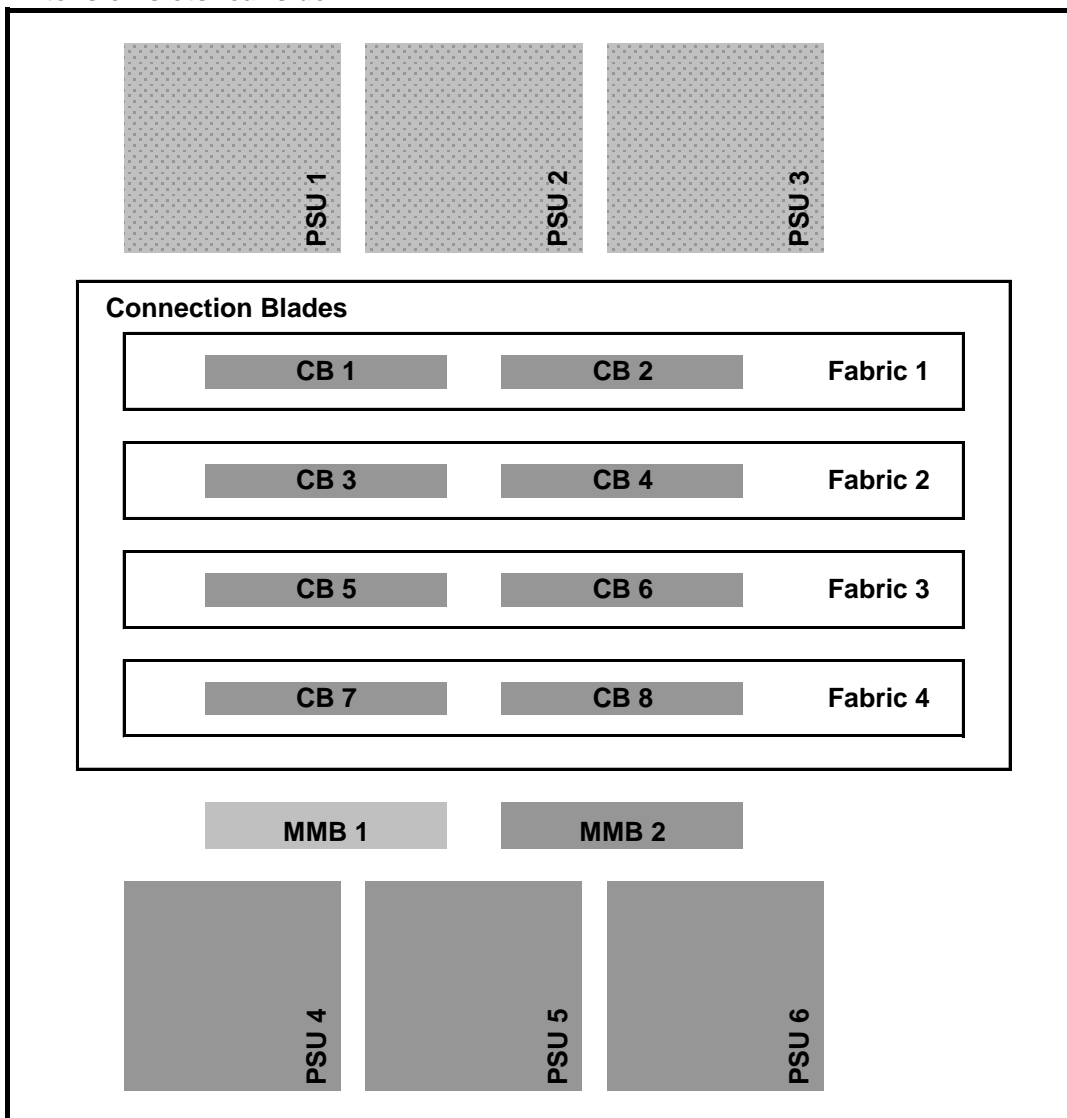 PSU 1
PSU 2
PSU 3
Connection Blades
CB 1 CB 2 Fabric 1
CB 3 CB 4 Fabric 2
CB 5 CB 6 Fabric 3
CB 7 CB 8 Fabric 4
MMB 1 MMB 2
PSU 4
PSU 5
PSU 6